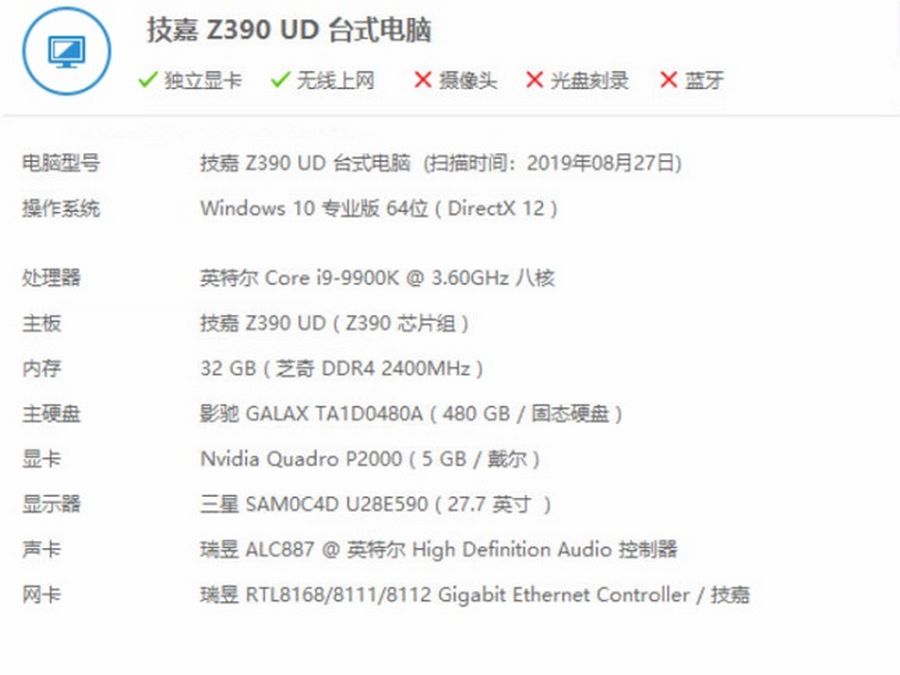 技嘉 Z390 UD 台式电脑
独立显卡 无线上网 摄像头 光盘刻录 蓝牙
电脑型号 技嘉 Z390 UD 台式电脑 (扫描时间：2019年08月27日)
操作系统 Windows 10 专业版 64位 ( DirectX 12 )
处理器 英特尔 Core i9-9900K @ 3.60GHz 八核
主板 技嘉 Z390 UD ( Z390 芯片组 )
内存 32 GB ( 芝奇 DDR4 2400MHz )
主硬盘 影驰 GALAX TA1D0480A ( 480 GB / 固态硬盘 )
显卡 Nvidia Quadro P2000 ( 5 GB / 戴尔 )
显示器 三星 SAM0C4D U28E590 ( 27.7 英寸 )
声卡 瑞昱 ALC887 @ 英特尔 High Definition Audio 控制器
网卡 瑞昱 RTL8168/8111/8112 Gigabit Ethernet Controller / 技嘉